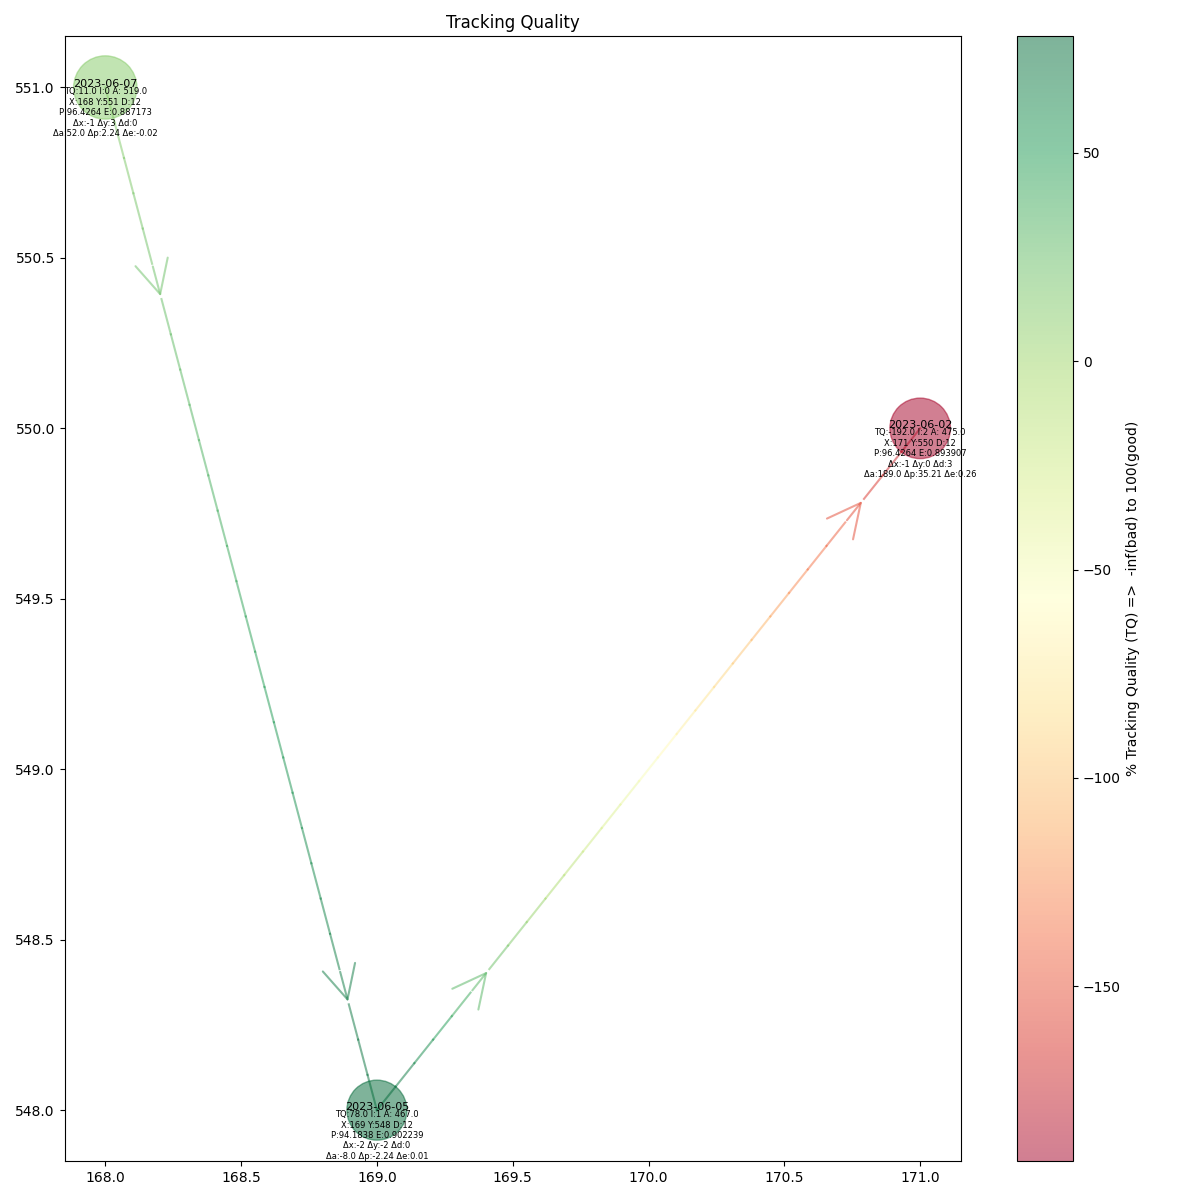 Tracking Quality
2023-06-07
TQ:11.0 I:0 A: 519.0
X:168 Y:551 D:12
P:96.4264 E:0.887173
Δx:-1 Δy:3 Δd:0
Δa:52.0 Δp:2.24 Δe:-0.02
2023-06-02
TQ:-192.0 I:2 A: 475.0
X:171 Y:550 D:12
P:96.4264 E:0.893907
Δx:-1 Δy:0 Δd:3
Δa:189.0 Δp:35.21 Δe:0.26
2023-06-05
TQ:78.0 I:1 A: 467.0
X:169 Y:548 D:12
P:94.1838 E:0.902239
Δx:-2 Δy:-2 Δd:0
Δa:-8.0 Δp:-2.24 Δe:0.01
551.0
550.5
550.0
549.5
549.0
548.5
548.0
168.0
168.5
169.0
169.5
170.0
170.5
171.0
50
0
−50
−100
−150
% Tracking Quality (TQ) => -inf(bad) to 100(good)